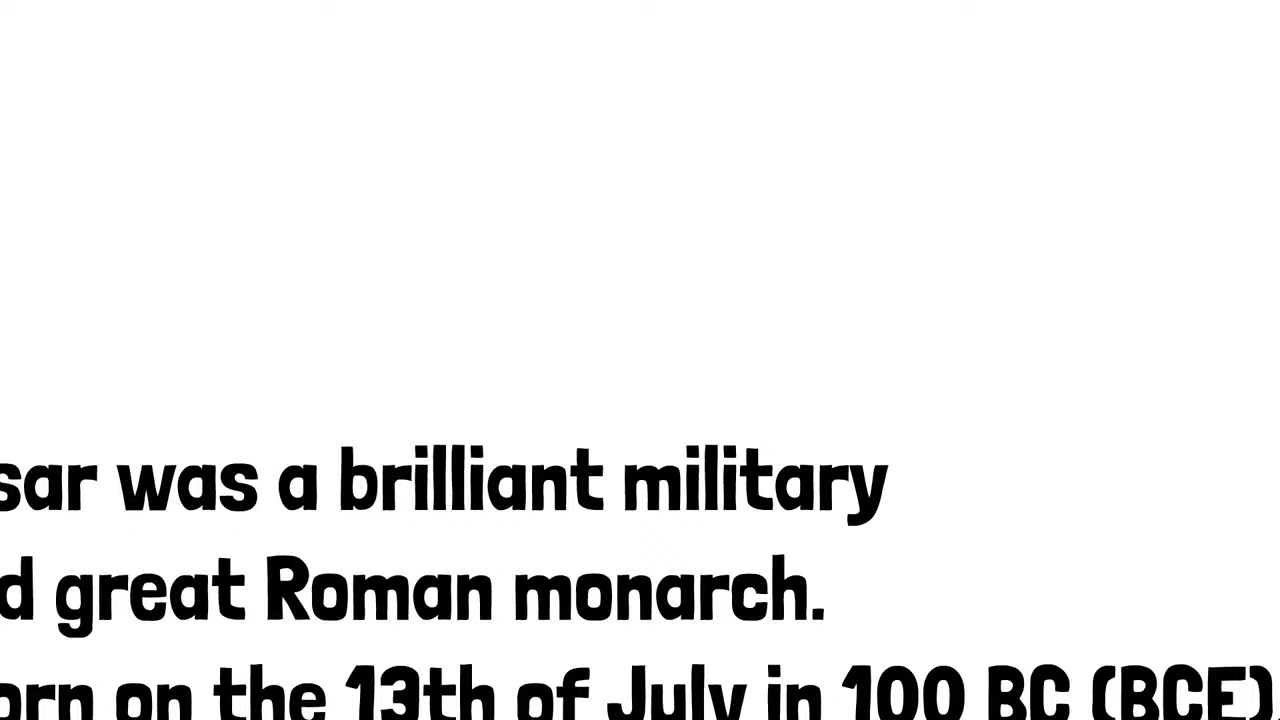 sar was a brilliant military
d great Roman monarch.
orn on the 13th of July in 100 BC (BCE)